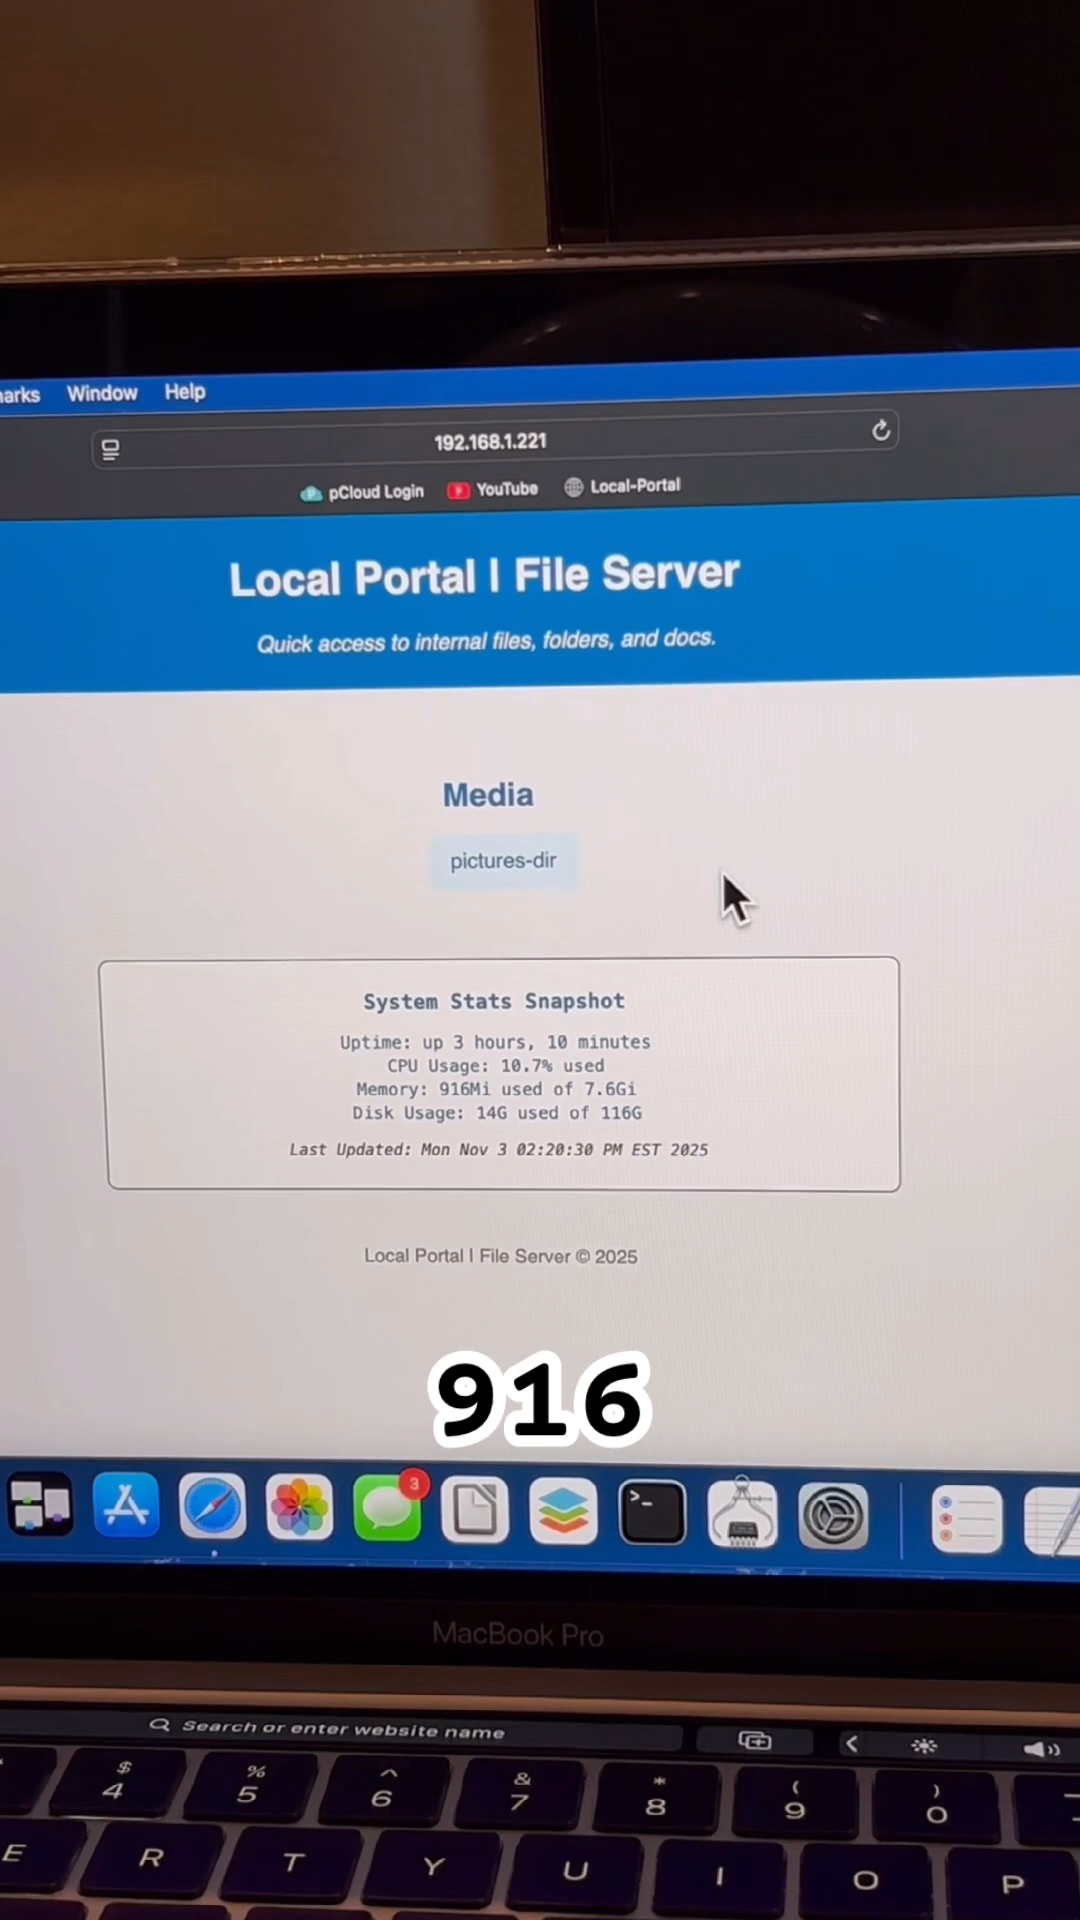 marks Window Help
192.168.1.221
pCloud Login YouTube Local-Portal
Local Portal | File Server
Quick access to internal files, folders, and docs.
Media
pictures-dir
System Stats Snapshot
Uptime: up 3 hours, 10 minutes
CPU Usage: 10.7% used
Memory: 916Mi used of 7.6Gi
Disk Usage: 14G used of 116G
Last Updated: Mon Nov 3 02:20:30 PM EST 2025
Local Portal | File Server © 2025
916
3
>_
MacBook Pro
Search or enter website name
$ % ^ & * ( )
4 5 6 7 8 9 0
E R T Y U I O P